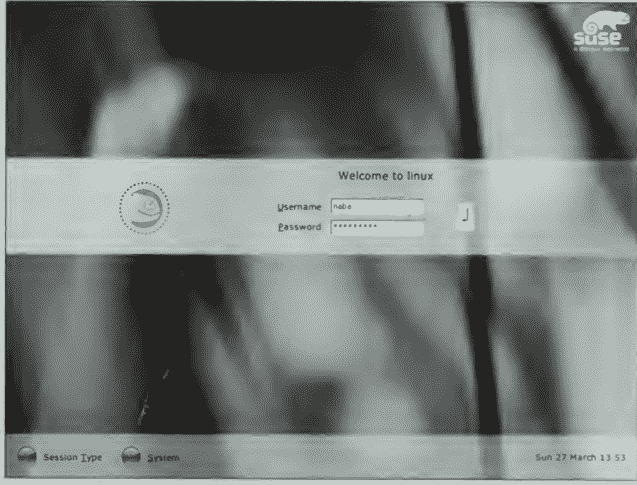 SUSE
Welcome to linux
Username naba
Password *********
Session Type
System
Sun 27 March 13 53